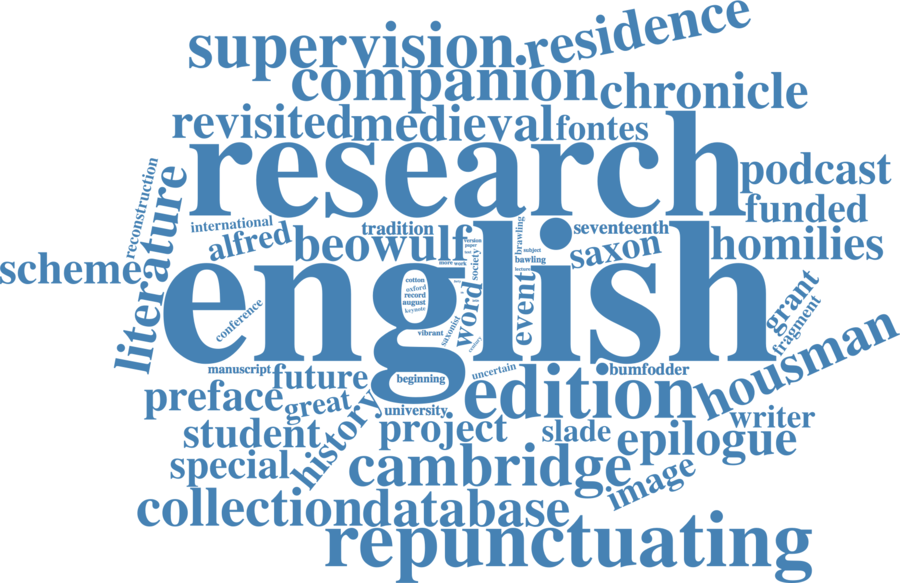 supervision
residence
companion
chronicle
revisited
medieval
fontes
research
podcast
funded
reconstruction
literature
international
alfred
tradition
beowulf
seventeenth
saxon
homilies
scheme
english
version
paper
more
work
society
brawling
subject
bawling
lecture
cotton
oxford
record
august
keynote
word
event
grant
fragment
conference
vibrant
saxonist
manuscript
future
beginning
uncertain
bumfodder
housman
preface
great
history
university
edition
writer
student
project
slade
epilogue
special
cambridge
image
collection
database
repunctuating